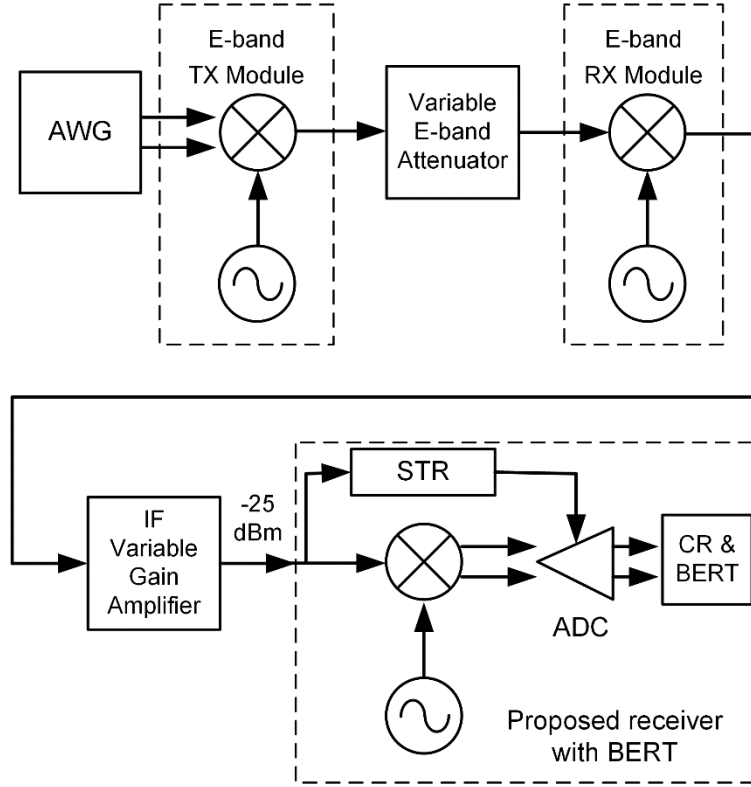 AWG
E-band
TX Module
Variable
E-band
Attenuator
E-band
RX Module
IF
Variable
Gain
Amplifier
-25
dBm
STR
ADC
CR &
BERT
Proposed receiver
with BERT